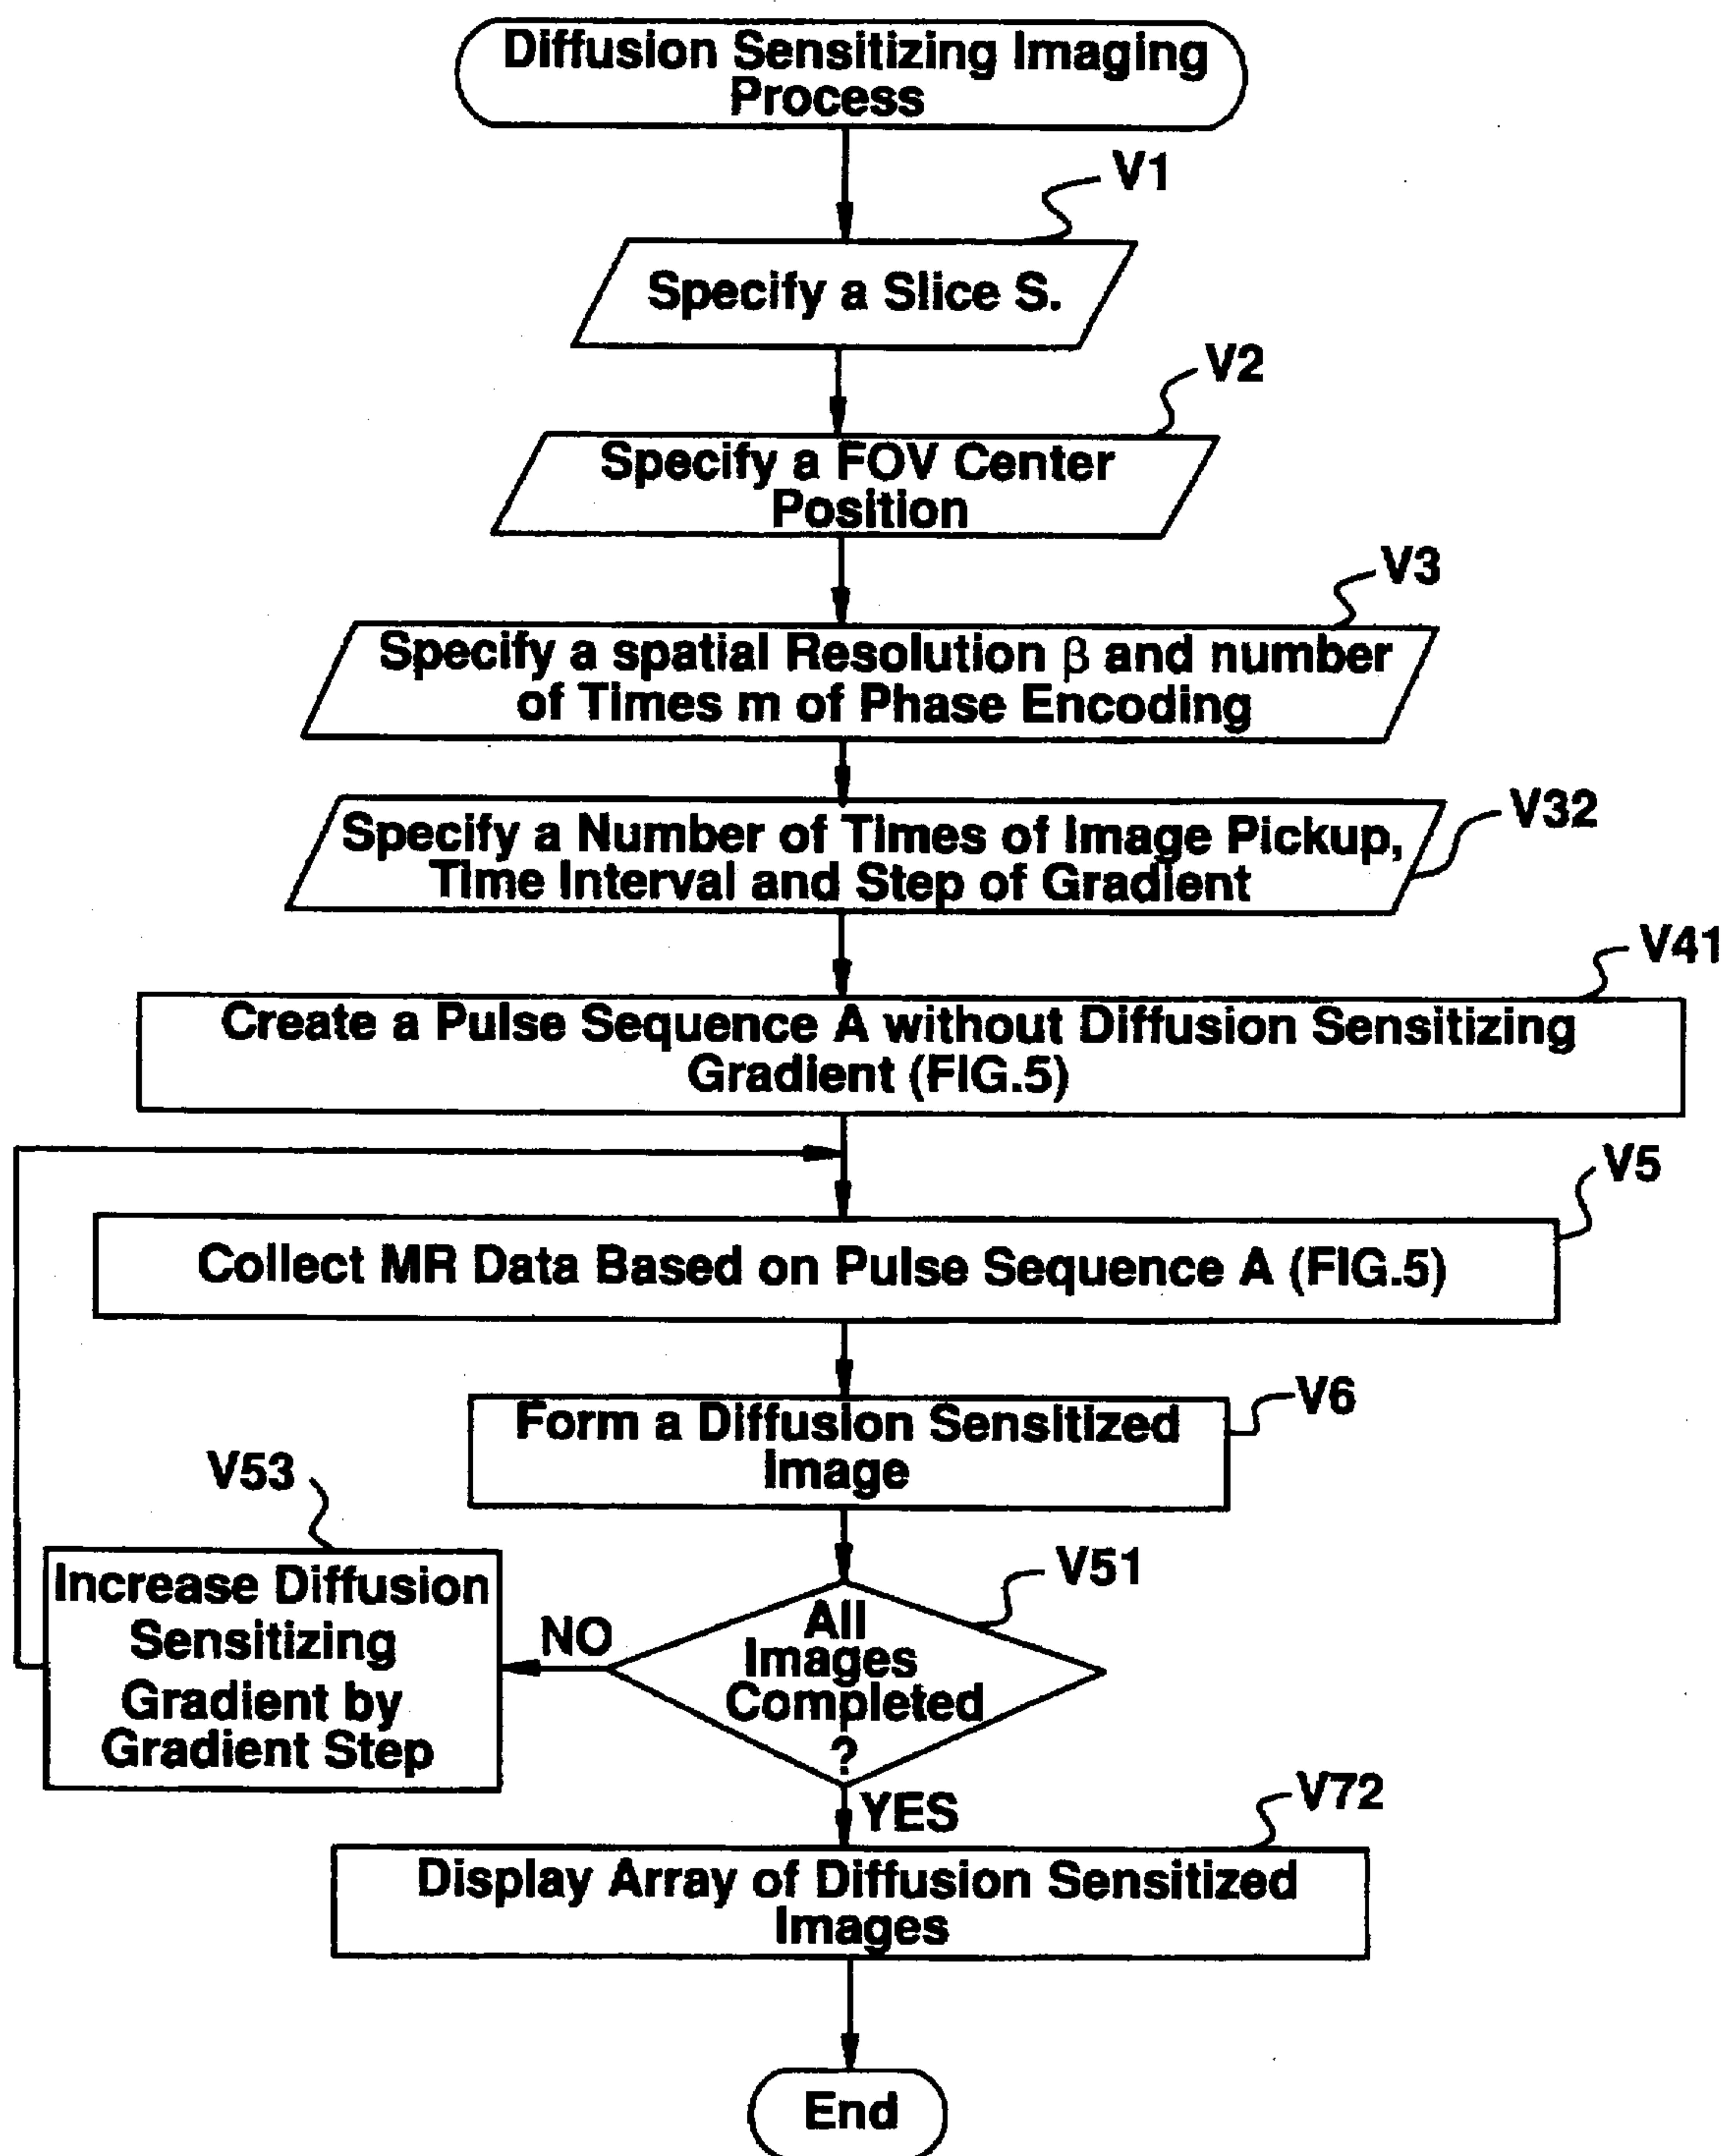 Diffusion Sensitizing Imaging
Process
V1
Specify a Slice S.
V2
Specify a FOV Center
Position
V3
Specify a spatial Resolution β and number
of Times m of Phase Encoding
V32
Specify a Number of Times of Image Pickup,
Time Interval and Step of Gradient
V41
Create a Pulse Sequence A without Diffusion Sensitizing
Gradient (FIG.5)
V5
Collect MR Data Based on Pulse Sequence A (FIG.5)
V6
Form a Diffusion Sensitized
Image
V53
Increase Diffusion
Sensitizing
Gradient by
Gradient Step
NO
V51
All
Images
Completed
?
YES
V72
Display Array of Diffusion Sensitized
Images
End